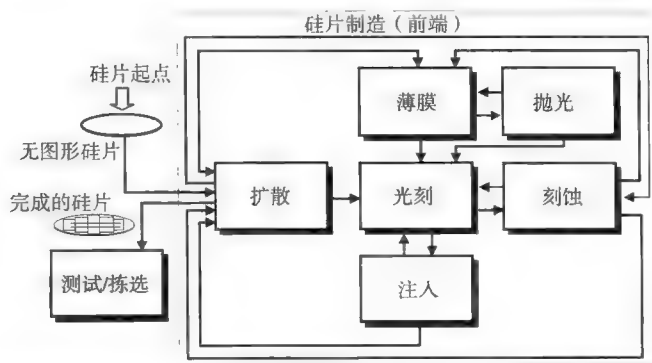 硅片制造（前端）
硅片起点
薄膜
抛光
无图形硅片
扩散
光刻
刻蚀
完成的硅片
测试/拣选
注入